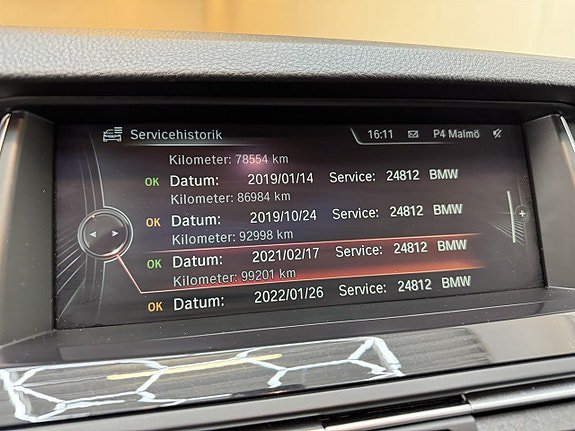 Servicehistorik 16:11 P4 Malmö
Kilometer: 78554 km
OK Datum: 2019/01/14 Service: 24812 BMW
Kilometer: 86984 km
OK Datum: 2019/10/24 Service: 24812 BMW
Kilometer: 92998 km
OK Datum: 2021/02/17 Service: 24812 BMW
Kilometer: 99201 km
OK Datum: 2022/01/26 Service: 24812 BMW